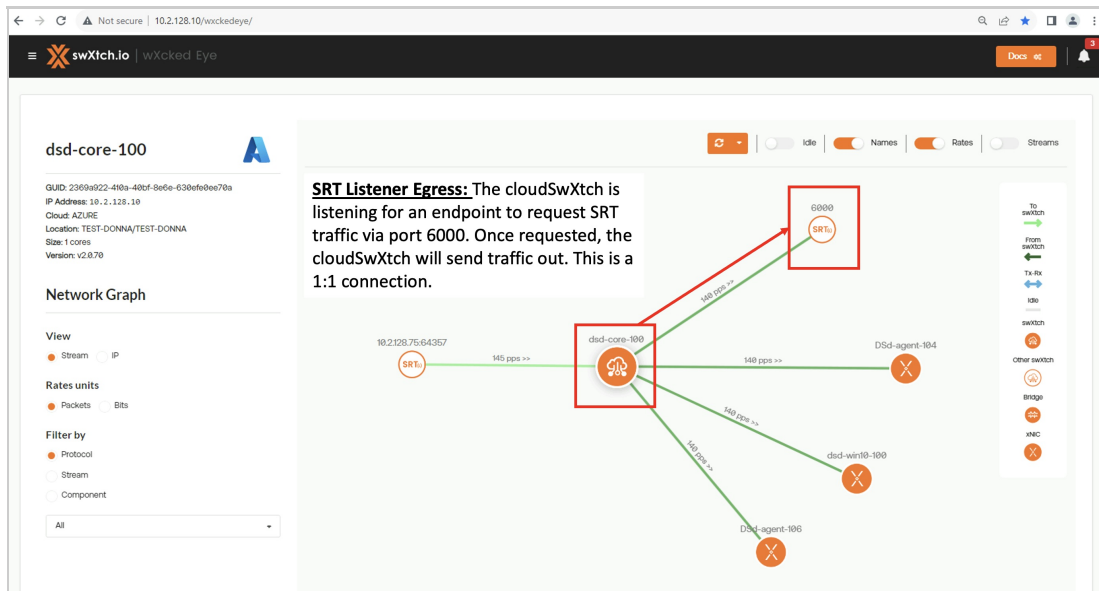 Not secure | 10.2.128.10/wxckedeye/
swXtch.io | wXcked Eye
Docs
3
dsd-core-100
GUID: 2369a922-4f0a-40bf-8e6e-630efe0ee70a
IP Address: 10.2.128.10
Cloud: AZURE
Location: TEST-DONNA/TEST-DONNA
Size: 1 cores
Version: v2.0.70
Network Graph
View
Stream
IP
Rates units
Packets
Bits
Filter by
Protocol
Stream
Component
All
Idle
Names
Rates
Streams
SRT Listener Egress: The cloudSwXtch is
listening for an endpoint to request SRT
traffic via port 6000. Once requested, the
cloudSwXtch will send traffic out. This is a
1:1 connection.
6000
SRT
140 pps >>
10.2.128.75:64357
SRT
145 pps >>
dsd-core-100
140 pps >>
DSd-agent-104
140 pps >>
dsd-win10-100
140 pps >>
DSd-agent-106
To
swXtch
From
swXtch
Tx-Rx
Idle
swXtch
Other swXtch
Bridge
xNIC